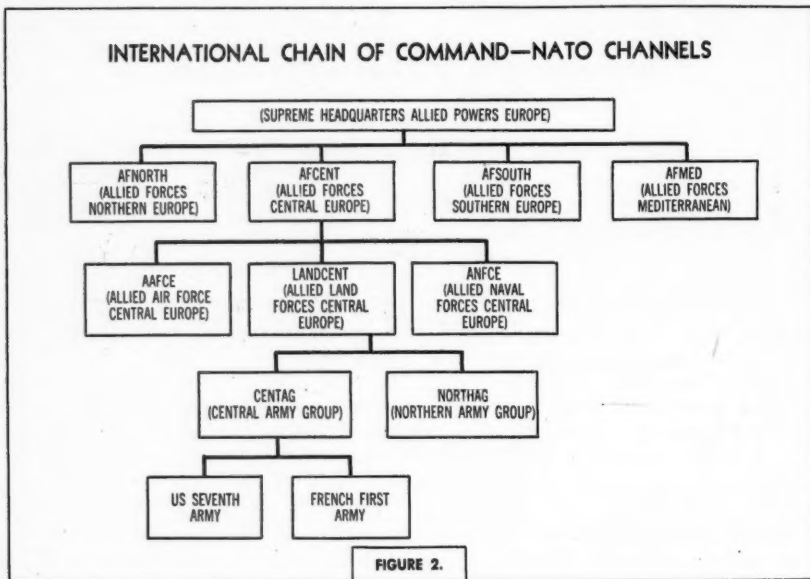 INTERNATIONAL CHAIN OF COMMAND—NATO CHANNELS
(SUPREME HEADQUARTERS ALLIED POWERS EUROPE)
AFNORTH
(ALLIED FORCES
NORTHERN EUROPE)
AFCENT
(ALLIED FORCES
CENTRAL EUROPE)
AFSOUTH
(ALLIED FORCES
SOUTHERN EUROPE)
AFMED
(ALLIED FORCES
MEDITERRANEAN)
AAFCE
(ALLIED AIR FORCE
CENTRAL EUROPE)
LANDCENT
(ALLIED LAND
FORCES CENTRAL
EUROPE)
ANFCE
(ALLIED NAVAL
FORCES CENTRAL
EUROPE)
CENTAG
(CENTRAL ARMY GROUP)
NORTHAG
(NORTHERN ARMY GROUP)
US SEVENTH
ARMY
FRENCH FIRST
ARMY
FIGURE 2.